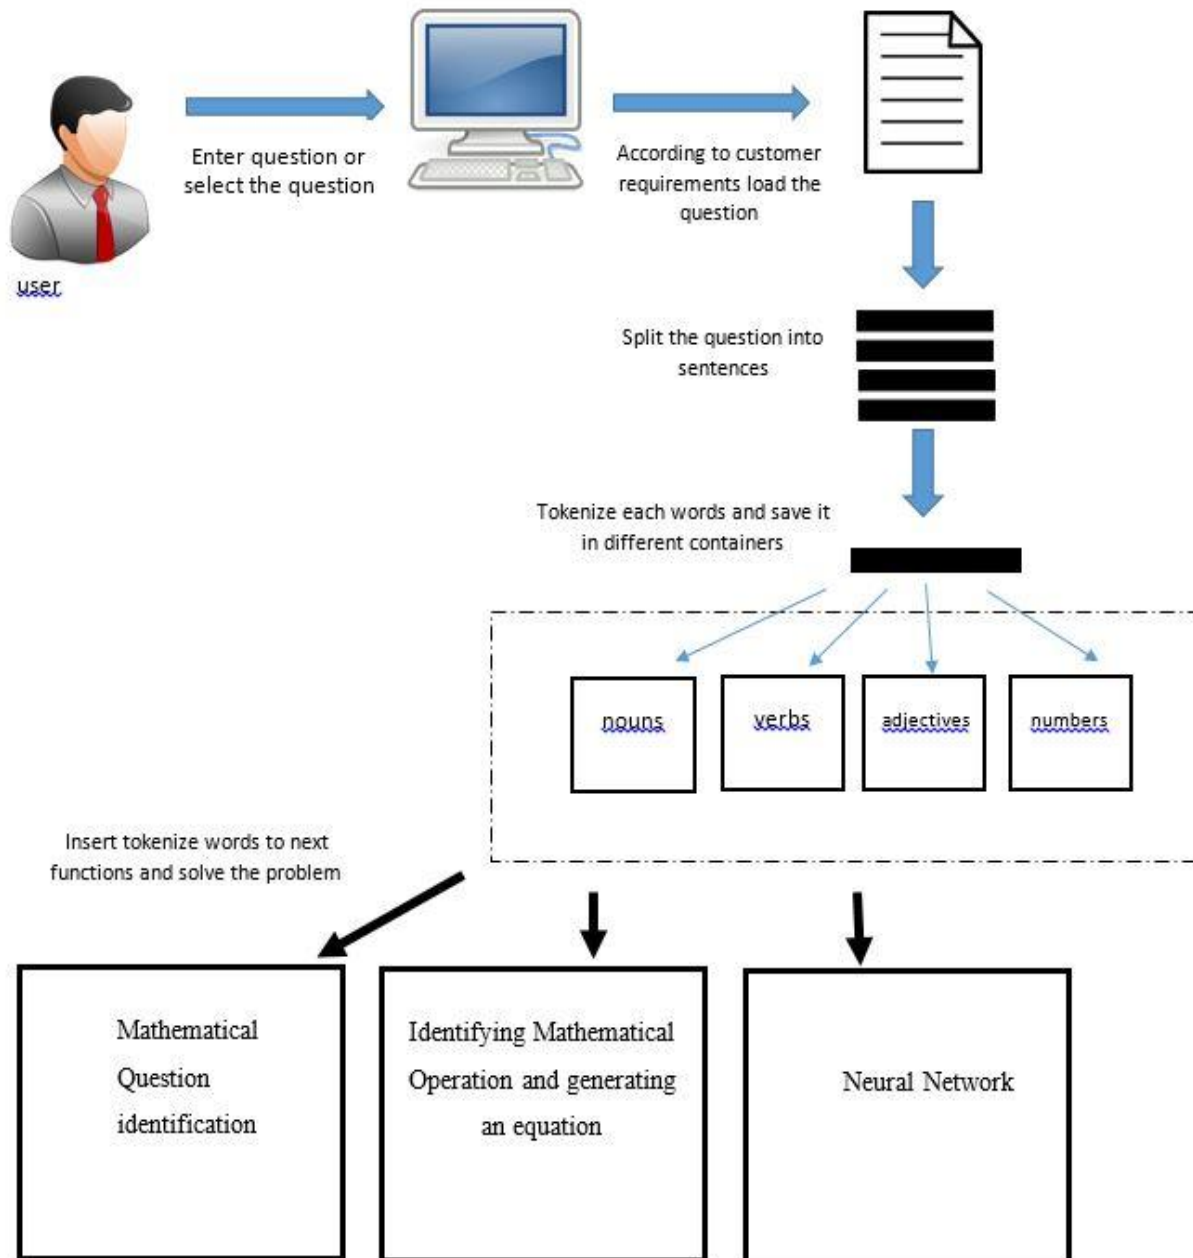 Enter question or
select the question
According to customer
requirements load the
question
user
Split the question into
sentences
Tokenize each words and save it
in different containers
nouns
verbs
adjectives
numbers
Insert tokenize words to next
functions and solve the problem
Mathematical
Question
identification
Identifying Mathematical
Operation and generating
an equation
Neural Network